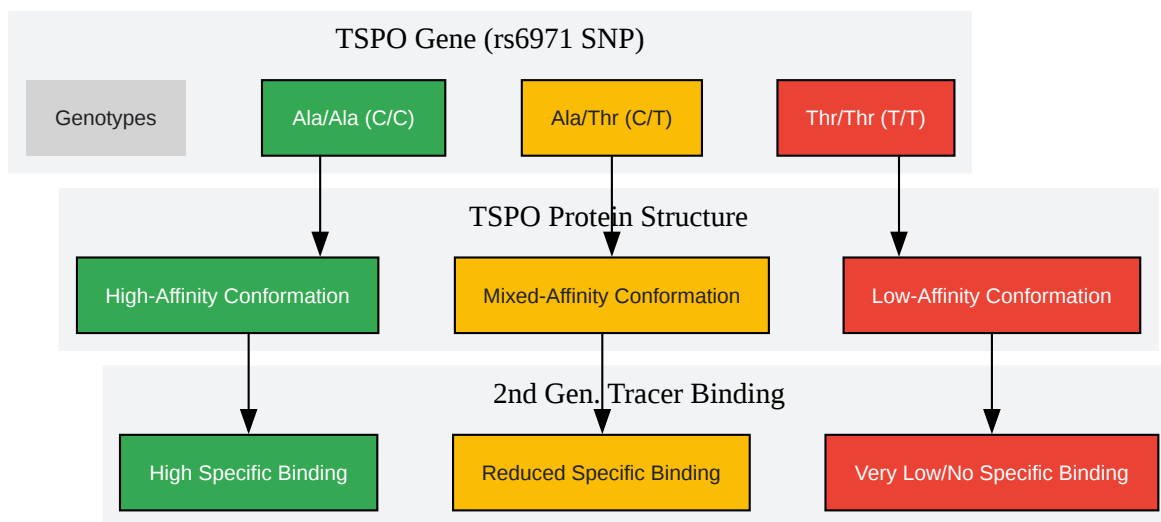 TSPO Gene (rs6971 SNP)
Genotypes
Ala/Ala (C/C)
Ala/Thr (C/T)
Thr/Thr (T/T)
TSPO Protein Structure
High-Affinity Conformation
Mixed-Affinity Conformation
Low-Affinity Conformation
2nd Gen. Tracer Binding
High Specific Binding
Reduced Specific Binding
Very Low/No Specific Binding